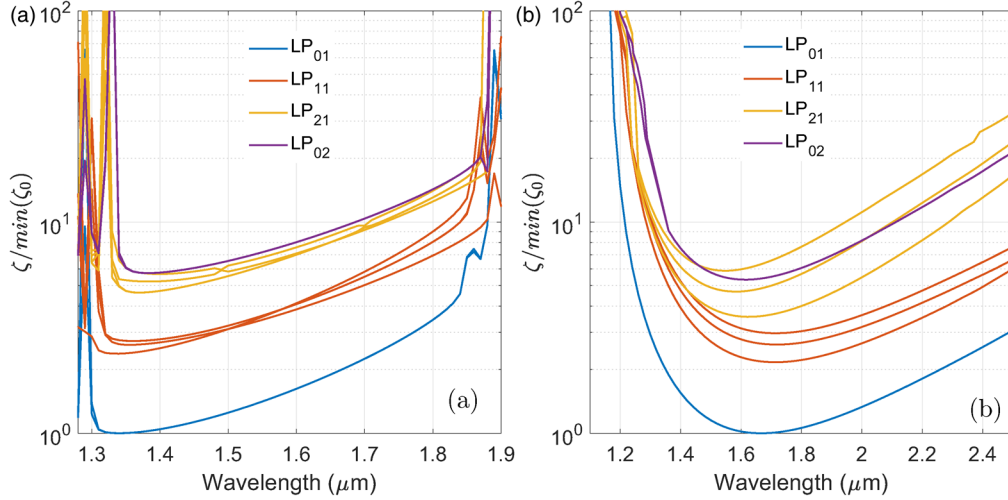 (a)
10²
10¹
10⁰
ζ/min(ζ₀)
LP₀₁
LP₁₁
LP₂₁
LP₀₂
(a)
1.3 1.4 1.5 1.6 1.7 1.8 1.9
Wavelength (μm)
(b)
10²
10¹
10⁰
ζ/min(ζ₀)
LP₀₁
LP₁₁
LP₂₁
LP₀₂
(b)
1.2 1.4 1.6 1.8 2 2.2 2.4
Wavelength (μm)